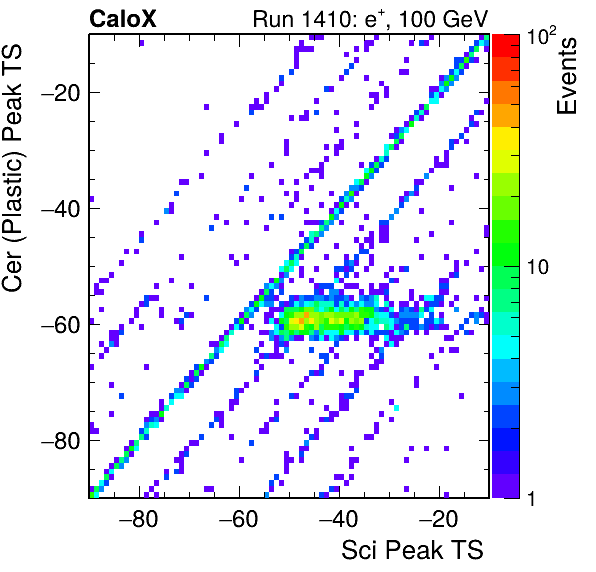 CaloX Run 1410: e⁺, 100 GeV
Cer (Plastic) Peak TS
−20
−40
−60
−80
−80 −60 −40 −20
Sci Peak TS
10²
10
1
Events